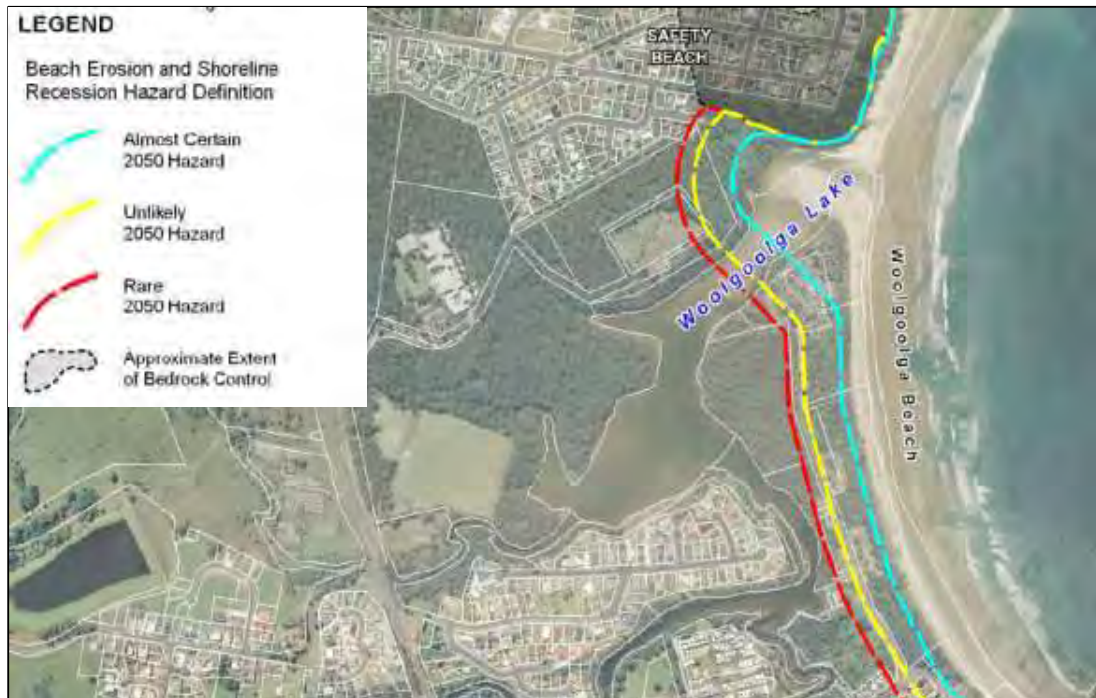 LEGEND
Beach Erosion and Shoreline
Recession Hazard Definition
Almost Certain
2050 Hazard
Unlikely
2050 Hazard
Rare
2050 Hazard
Approximate Extent
of Bedrock Control
SAFETY
BEACH
Woolgoolga Lake
Woolgoolga Beach